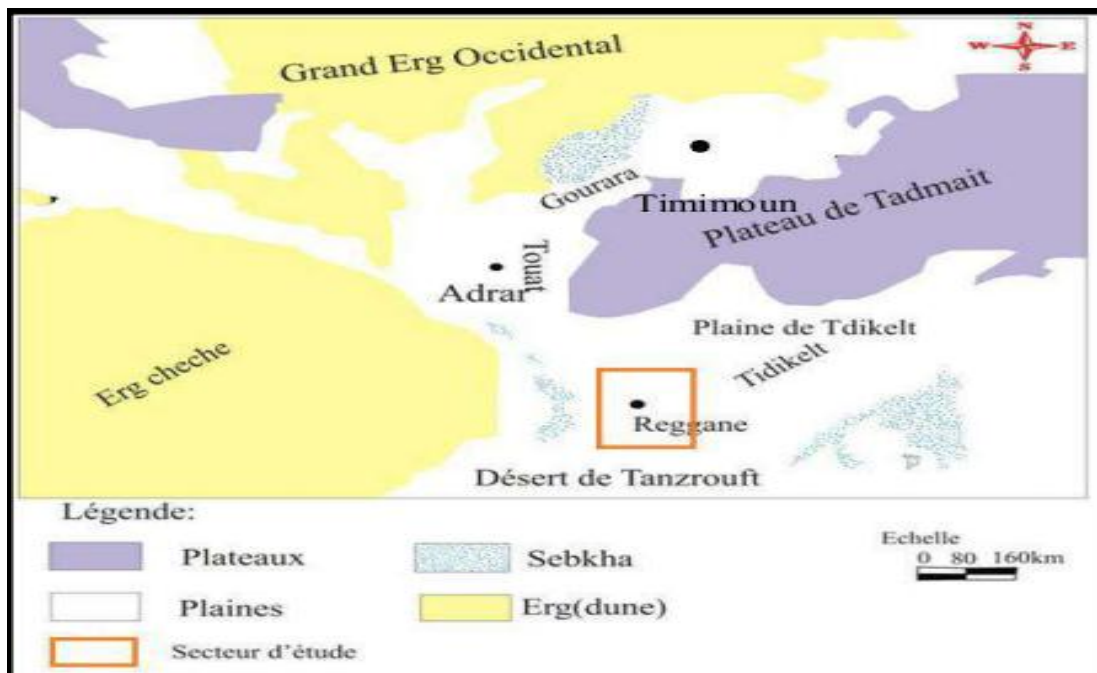 Grand Erg Occidental
N
W E
S
Gourara
Timimoun
Plateau de Tadmait
Touat
Adrar
Plaine de Tdikelt
Tidikelt
Erg cheche
Reggane
Désert de Tanzrouft
Légende:
Plateaux
Sebkha
Plaines
Erg(dune)
Secteur d'étude
Echelle
0 80 160km